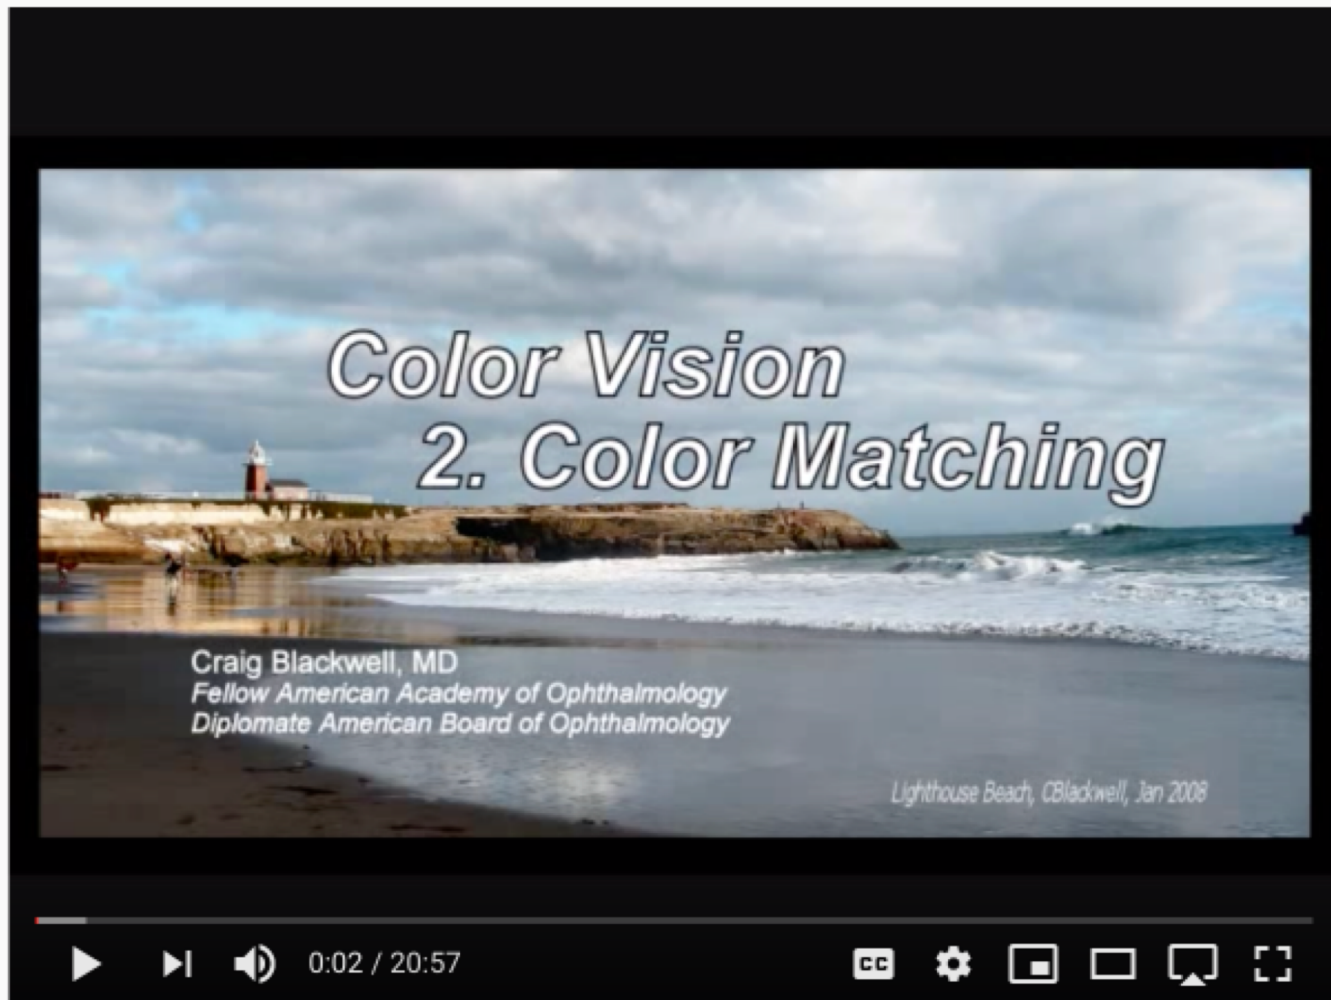 Color Vision
2. Color Matching
Craig Blackwell, MD
Fellow American Academy of Ophthalmology
Diplomate American Board of Ophthalmology
Lighthouse Beach, CBlackwell, Jan 2008
0:02 / 20:57
CC